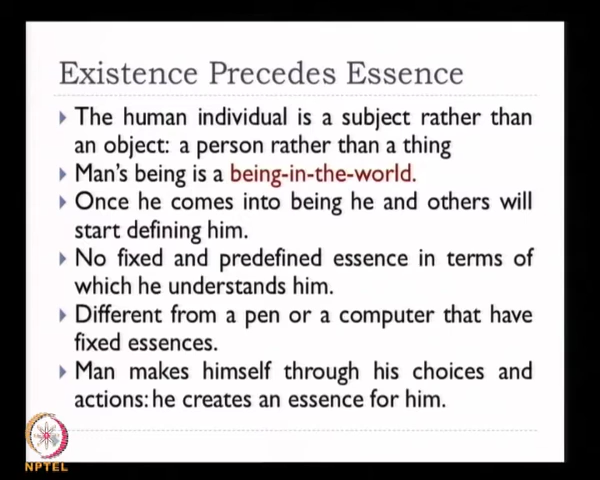 Existence Precedes Essence
The human individual is a subject rather than
an object: a person rather than a thing
Man's being is a being-in-the-world.
Once he comes into being he and others will
start defining him.
No fixed and predefined essence in terms of
which he understands him.
Different from a pen or a computer that have
fixed essences.
Man makes himself through his choices and
actions: he creates an essence for him.
NPTEL